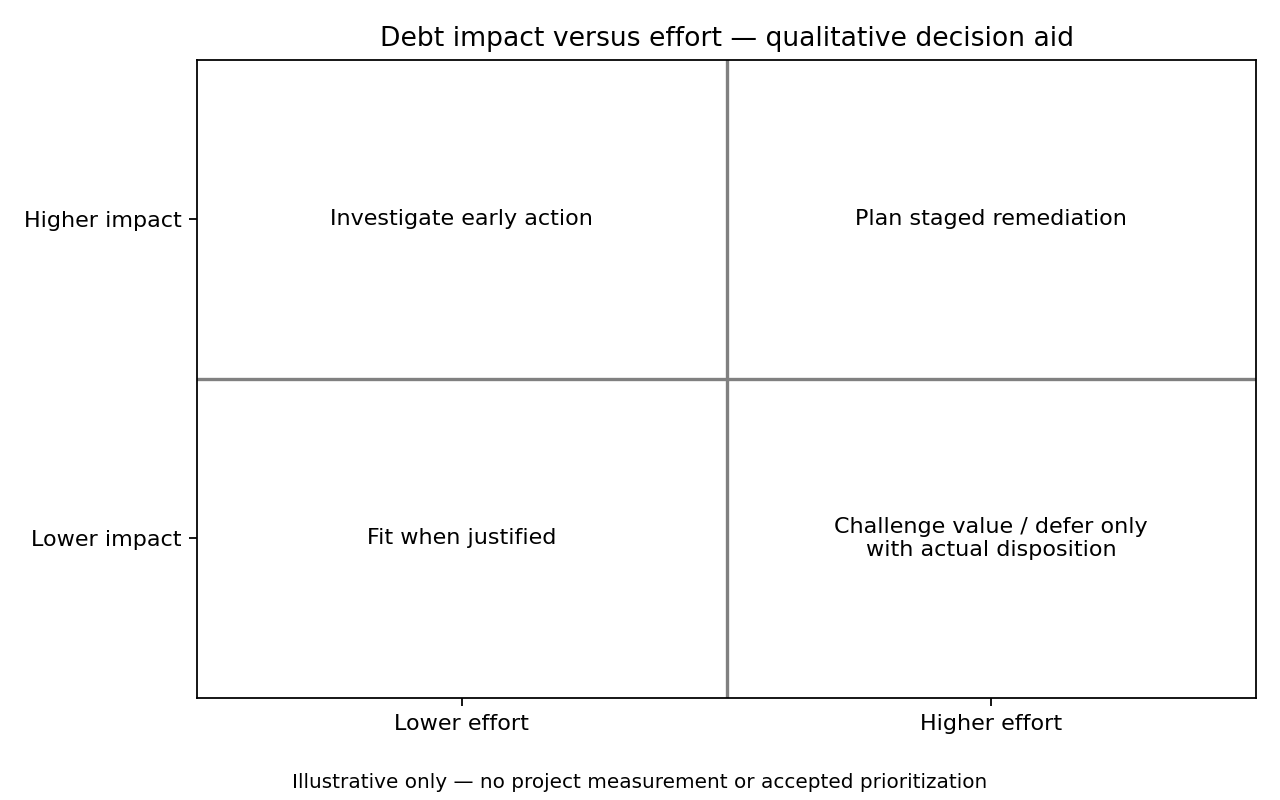 Debt impact versus effort — qualitative decision aid
Higher impact
Investigate early action
Plan staged remediation
Lower impact
Fit when justified
Challenge value / defer only
with actual disposition
Lower effort
Higher effort
Illustrative only — no project measurement or accepted prioritization